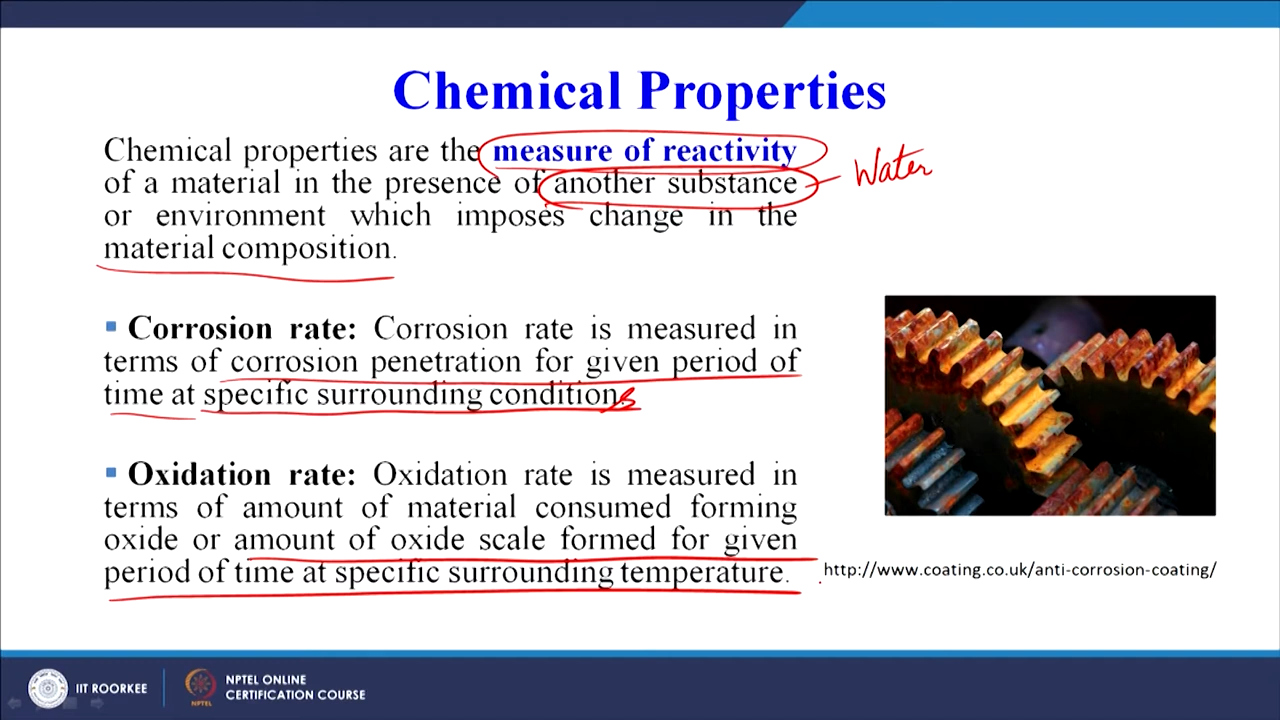 Chemical Properties
Chemical properties are the measure of reactivity
of a material in the presence of another substance
Water
or environment which imposes change in the
material composition.
▪ Corrosion rate: Corrosion rate is measured in
terms of corrosion penetration for given period of
time at specific surrounding conditions
▪ Oxidation rate: Oxidation rate is measured in
terms of amount of material consumed forming
oxide or amount of oxide scale formed for given
period of time at specific surrounding temperature.
http://www.coating.co.uk/anti-corrosion-coating/
IIT ROORKEE
NPTEL
NPTEL ONLINE
CERTIFICATION COURSE